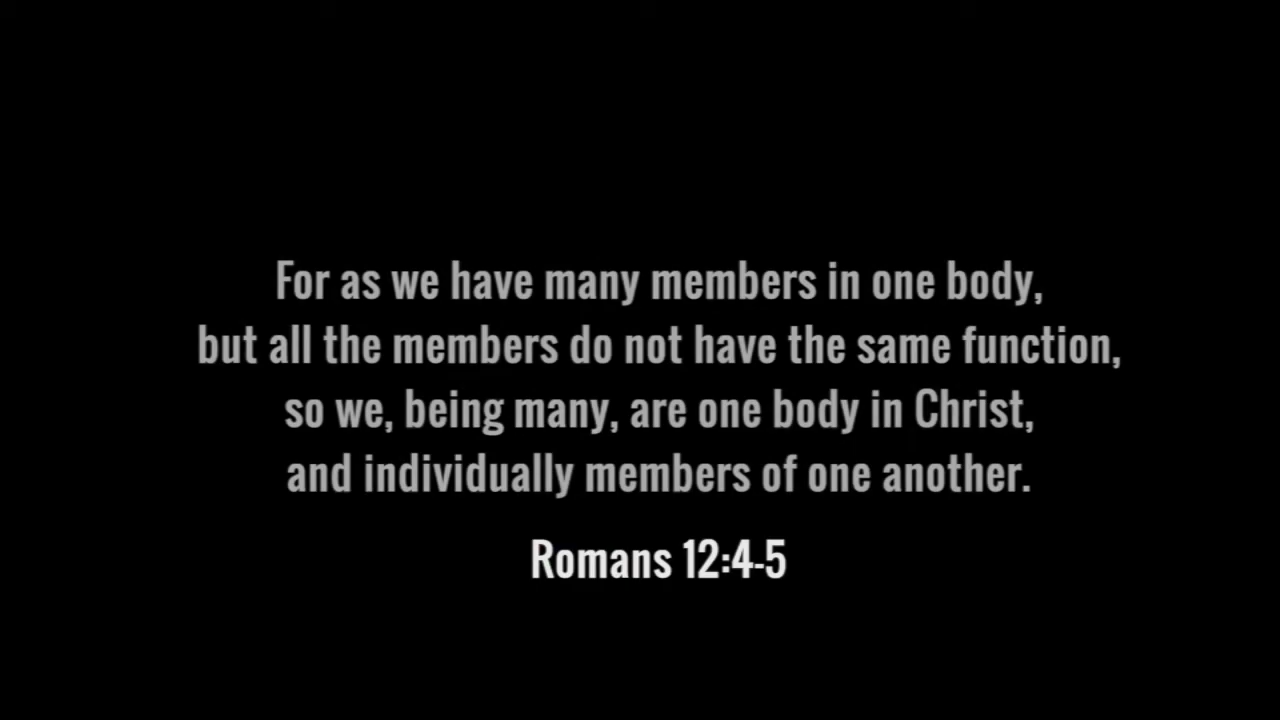 For as we have many members in one body,
but all the members do not have the same function,
so we, being many, are one body in Christ,
and individually members of one another.
Romans 12:4-5